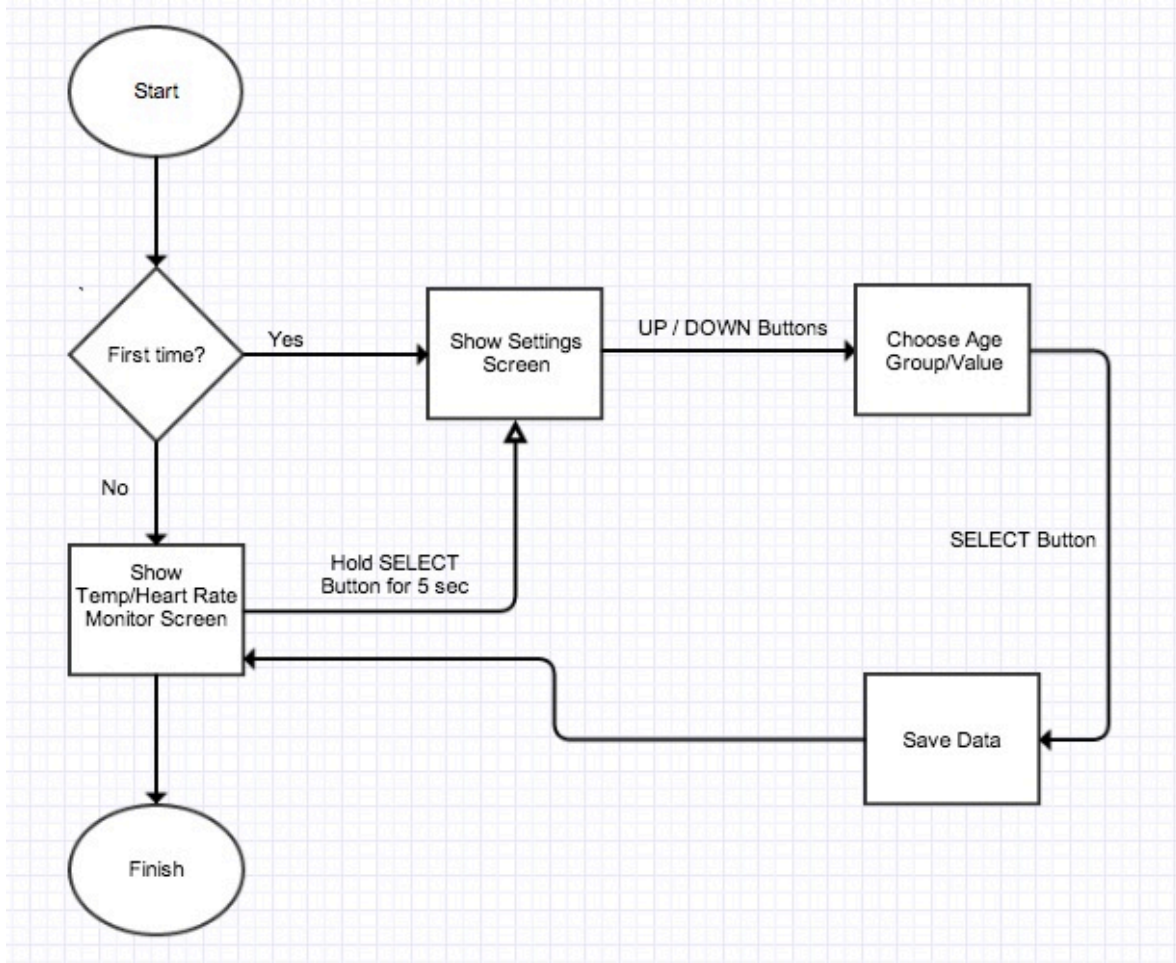 Start
First time?
Yes
Show Settings
Screen
UP / DOWN Buttons
Choose Age
Group/Value
No
Show
Temp/Heart Rate
Monitor Screen
Hold SELECT
Button for 5 sec
SELECT Button
Save Data
Finish